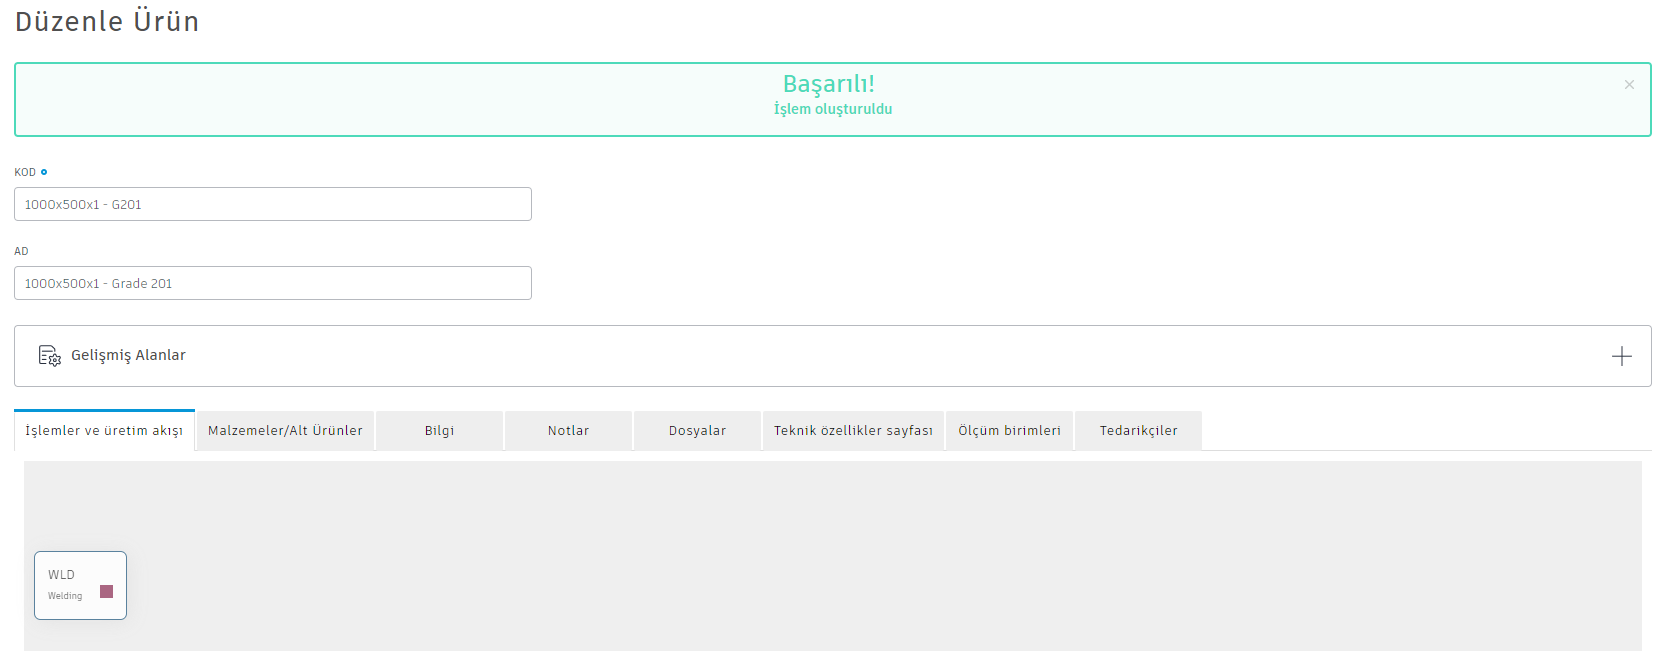 Düzenle Ürün
Başarılı!
×
İşlem oluşturuldu
KOD
1000x500x1 - G201
AD
1000x500x1 - Grade 201
Gelişmiş Alanlar
İşlemler ve üretim akışı Malzemeler/Alt Ürünler Bilgi Notlar Dosyalar Teknik özellikler sayfası Ölçüm birimleri Tedarikçiler
WLD
Welding